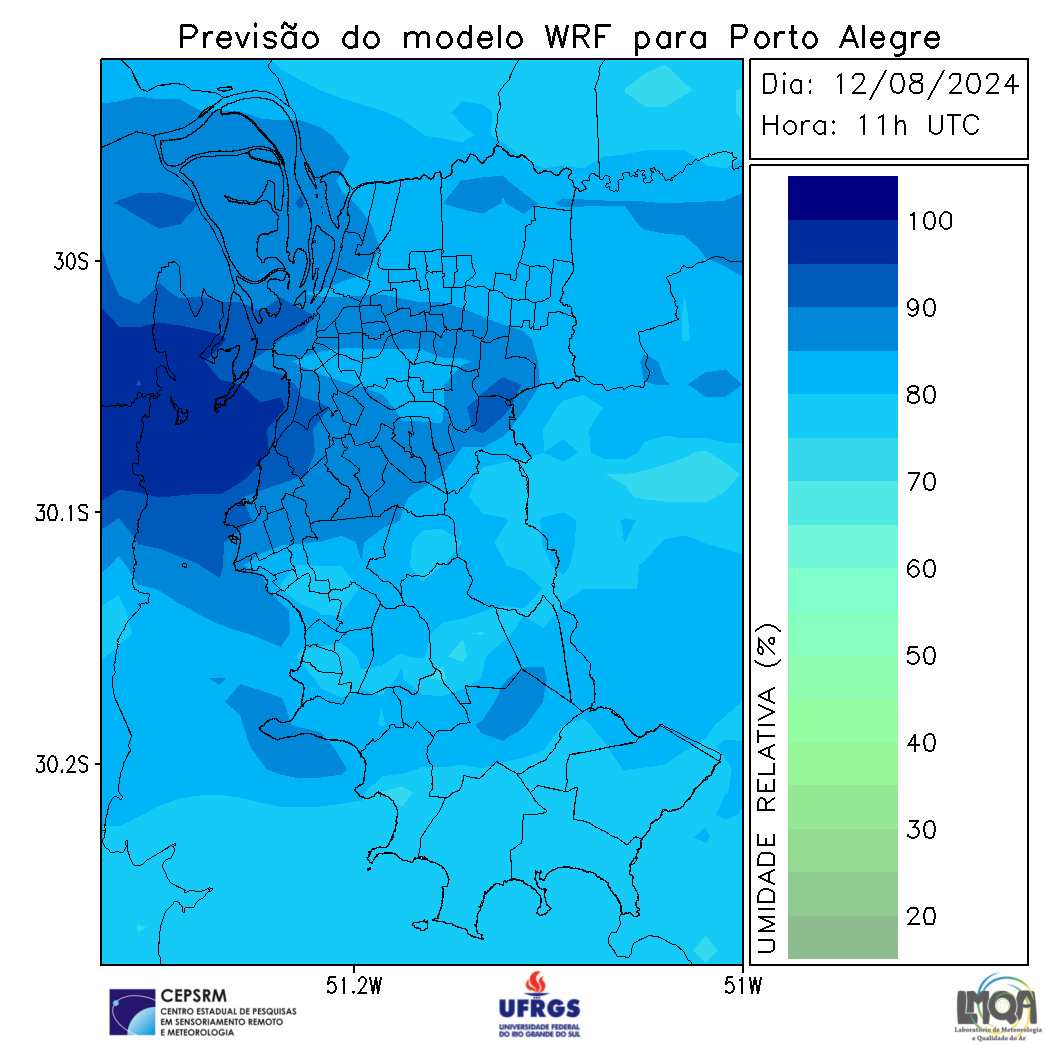 Previsão do modelo WRF para Porto Alegre
Dia: 12/08/2024
Hora: 11h UTC
30S
30.1S
30.2S
51.2W
51W
UMIDADE RELATIVA (%)
100
90
80
70
60
50
40
30
20
CEPSRM
CENTRO ESTADUAL DE PESQUISAS
EM SENSORIAMENTO REMOTO
E METEOROLOGIA
UFRGS
UNIVERSIDADE FEDERAL
DO RIO GRANDE DO SUL
LMQA
Laboratório de Meteorologia
e Qualidade do Ar